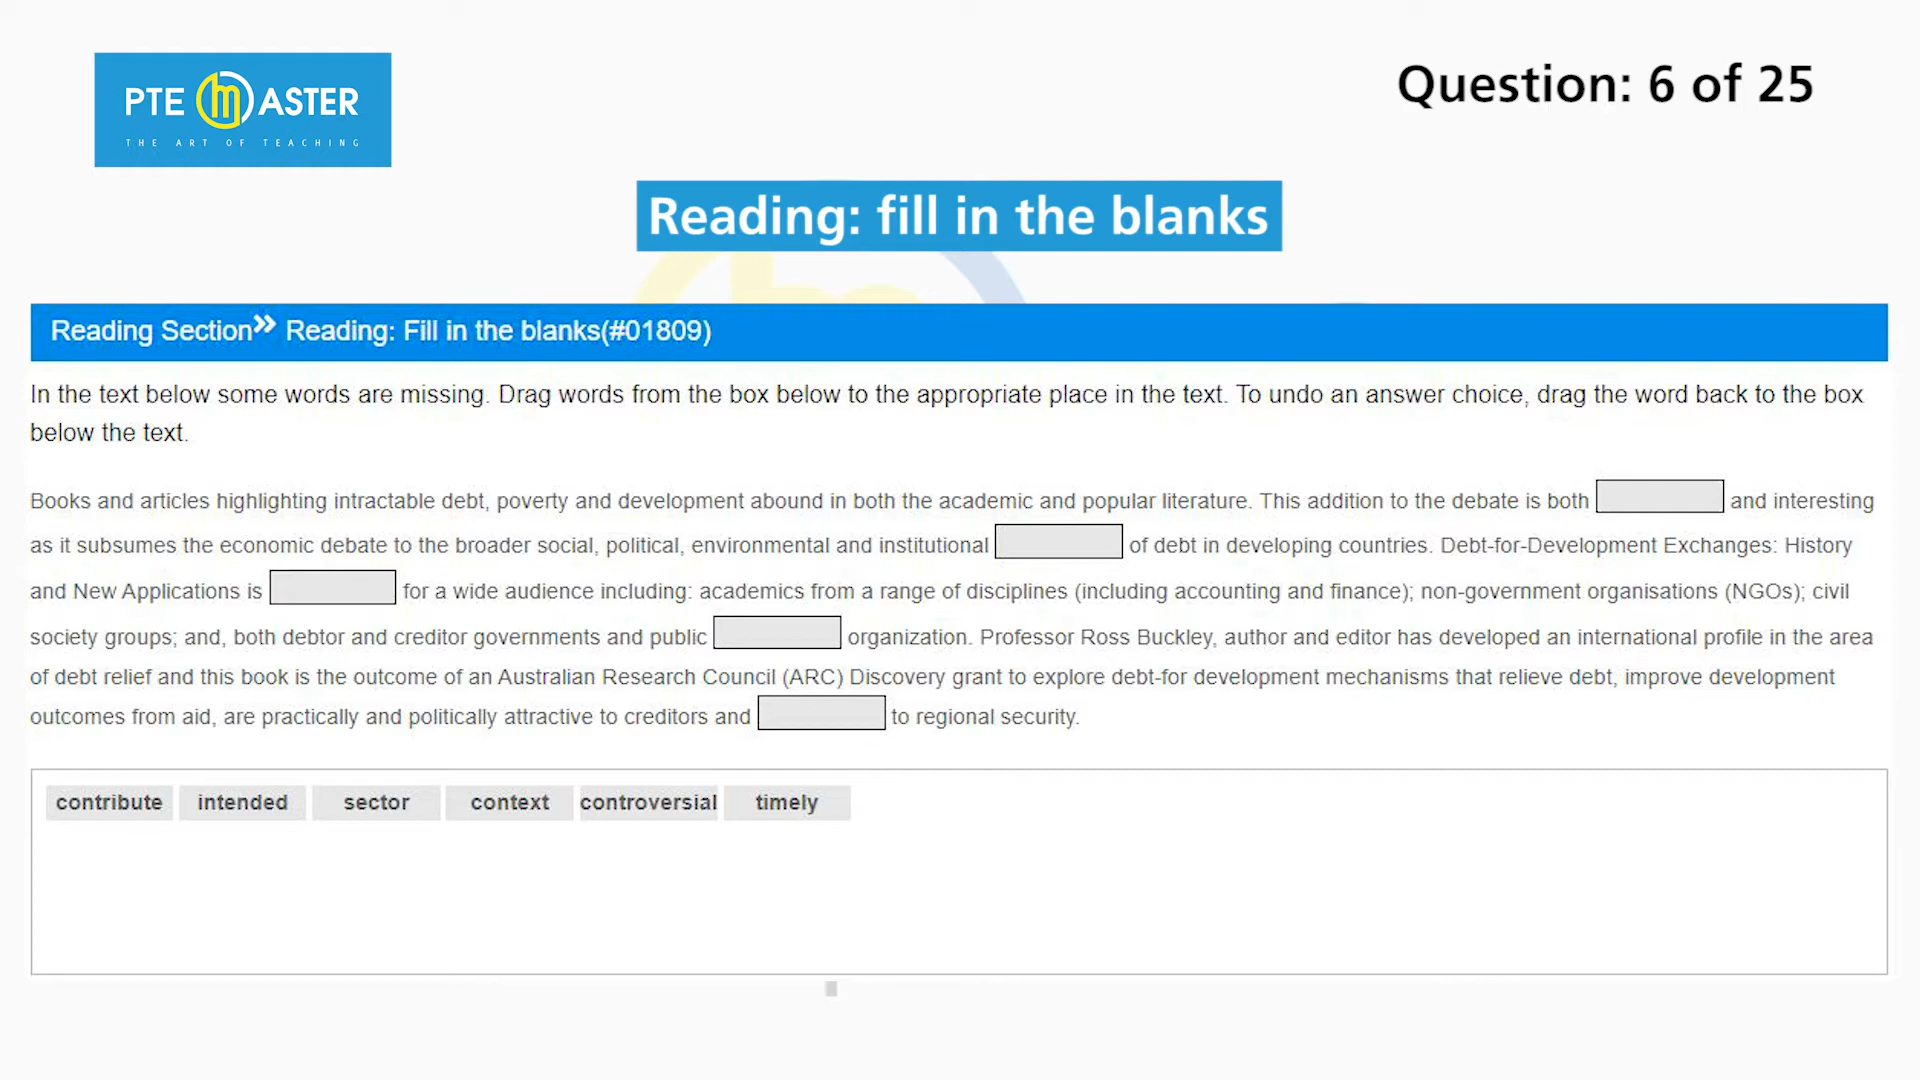 PTE MASTER
THE ART OF TEACHING
Question: 6 of 25
Reading: fill in the blanks
Reading Section» Reading: Fill in the blanks(#01809)
In the text below some words are missing. Drag words from the box below to the appropriate place in the text. To undo an answer choice, drag the word back to the box
below the text.
Books and articles highlighting intractable debt, poverty and development abound in both the academic and popular literature. This addition to the debate is both and interesting
as it subsumes the economic debate to the broader social, political, environmental and institutional of debt in developing countries. Debt-for-Development Exchanges: History
and New Applications is for a wide audience including: academics from a range of disciplines (including accounting and finance); non-government organisations (NGOs); civil
society groups; and, both debtor and creditor governments and public organization. Professor Ross Buckley, author and editor has developed an international profile in the area
of debt relief and this book is the outcome of an Australian Research Council (ARC) Discovery grant to explore debt-for development mechanisms that relieve debt, improve development
outcomes from aid, are practically and politically attractive to creditors and to regional security.
contribute intended sector context controversial timely